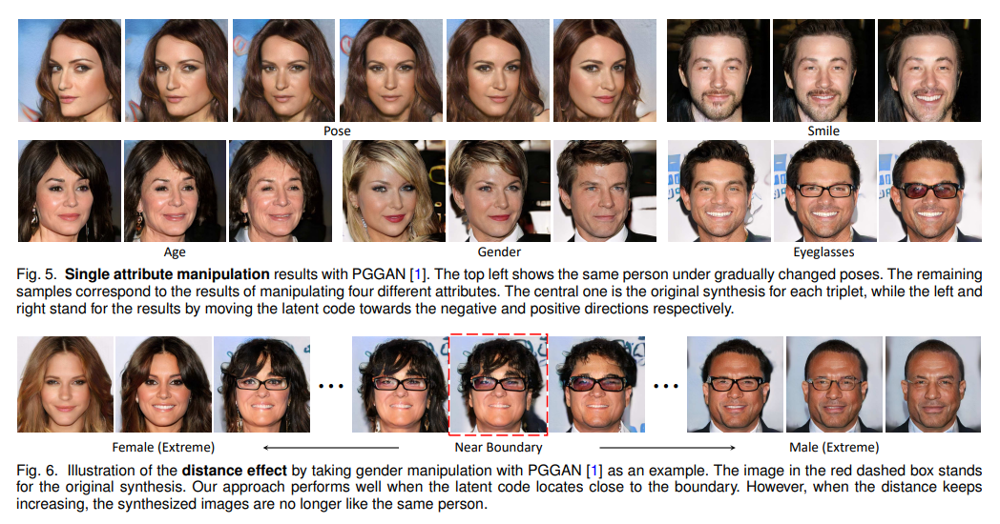 Pose
Smile
Age
Gender
Eyeglasses
Fig. 5. Single attribute manipulation results with PGGAN [1]. The top left shows the same person under gradually changed poses. The remaining
samples correspond to the results of manipulating four different attributes. The central one is the original synthesis for each triplet, while the left and
right stand for the results by moving the latent code towards the negative and positive directions respectively.
Female (Extreme)
Near Boundary
Male (Extreme)
Fig. 6. Illustration of the distance effect by taking gender manipulation with PGGAN [1] as an example. The image in the red dashed box stands
for the original synthesis. Our approach performs well when the latent code locates close to the boundary. However, when the distance keeps
increasing, the synthesized images are no longer like the same person.